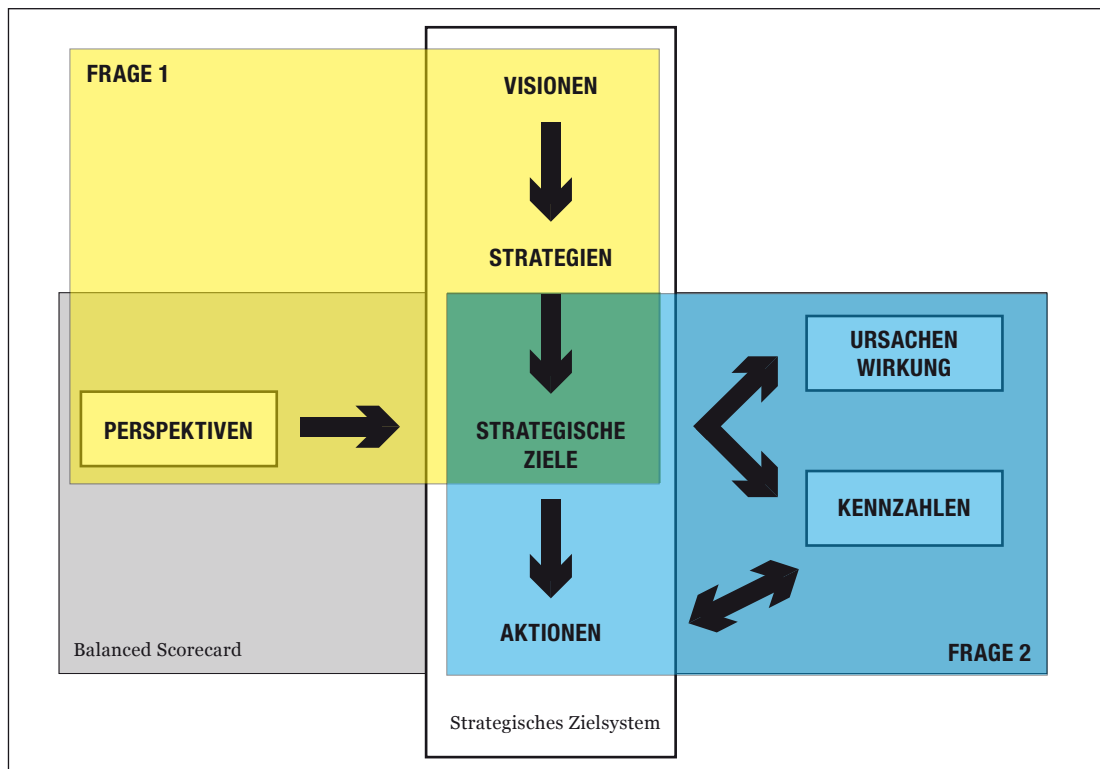 FRAGE 1
VISIONEN
STRATEGIEN
URSACHEN
WIRKUNG
PERSPEKTIVEN
STRATEGISCHE
ZIELE
KENNZAHLEN
AKTIONEN
Balanced Scorecard
FRAGE 2
Strategisches Zielsystem